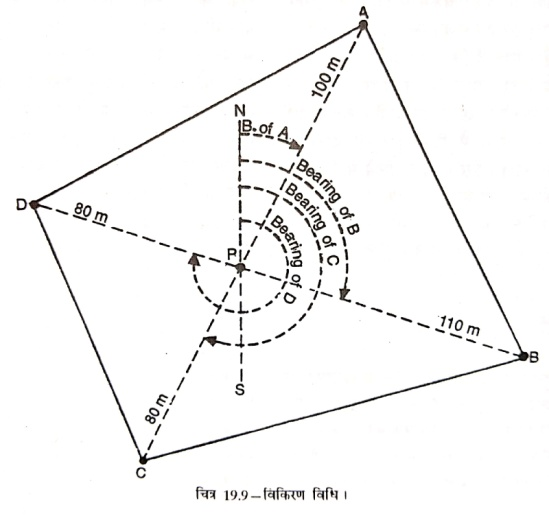 A
100 m
N
B. of A
Bearing of B
Bearing of C
Bearing of D
D
80 m
P
110 m
B
S
80 m
C
चित्र 19.9 – विकिरण विधि ।